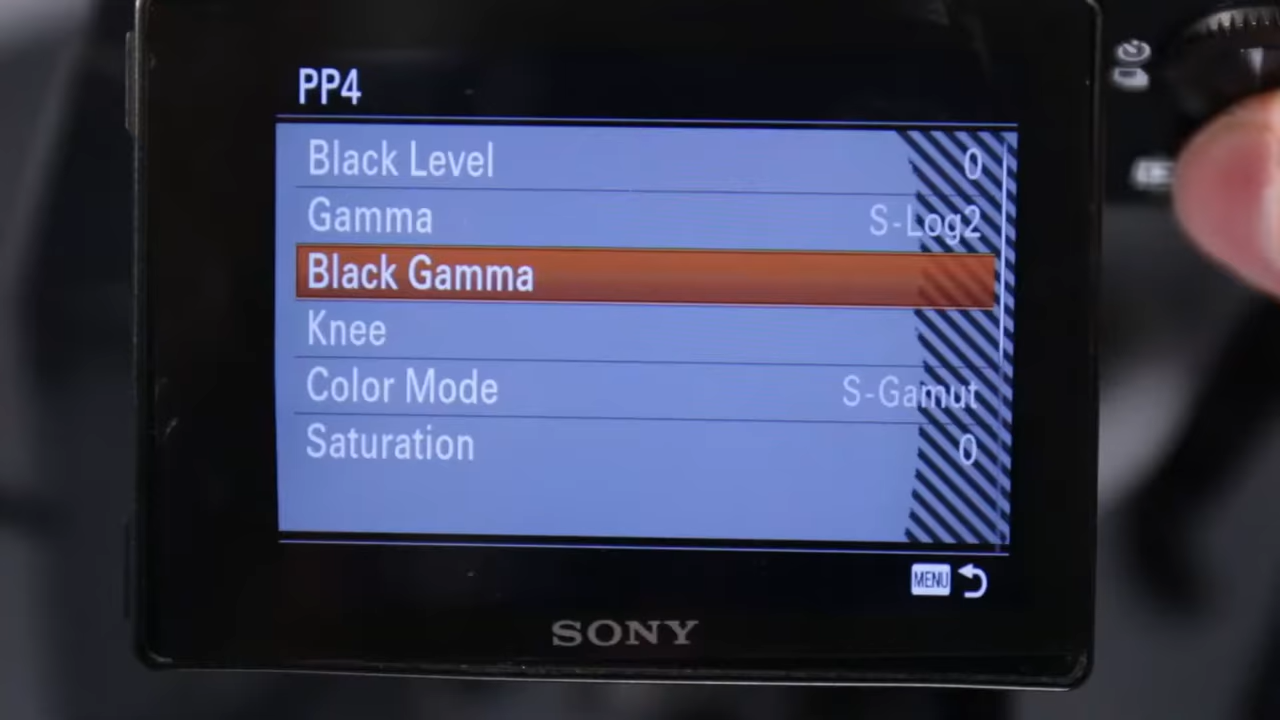 PP4
Black Level 0
Gamma S-Log2
Black Gamma
Knee
Color Mode S-Gamut
Saturation 0
MENU
SONY